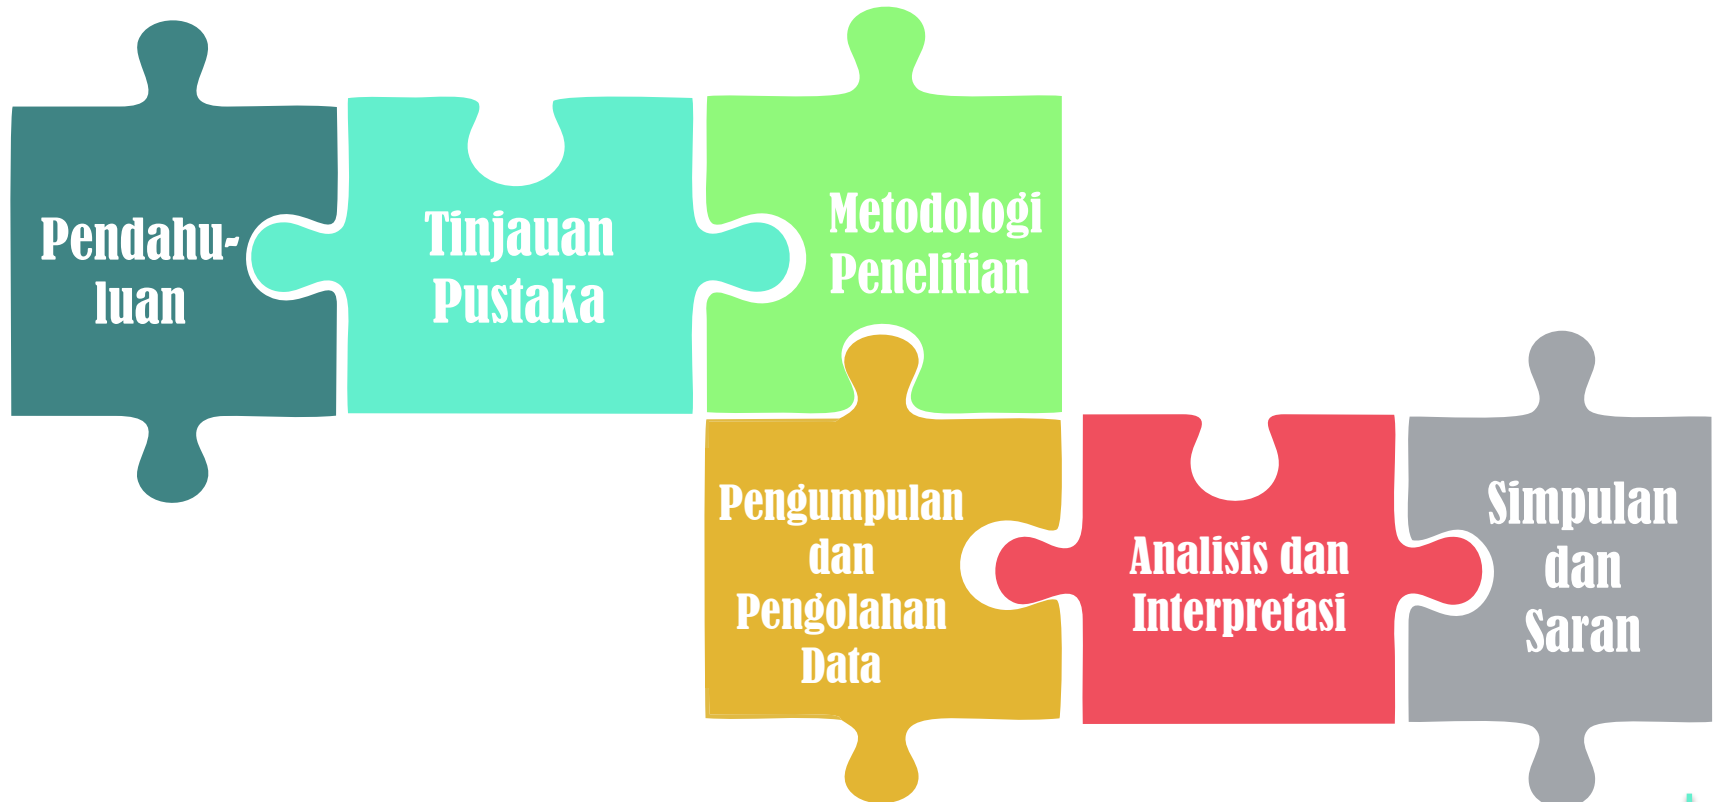 Pendahu-
luan
Tinjauan
Pustaka
Metodologi
Penelitian
Pengumpulan
dan
Pengolahan
Data
Analisis dan
Interpretasi
Simpulan
dan
Saran